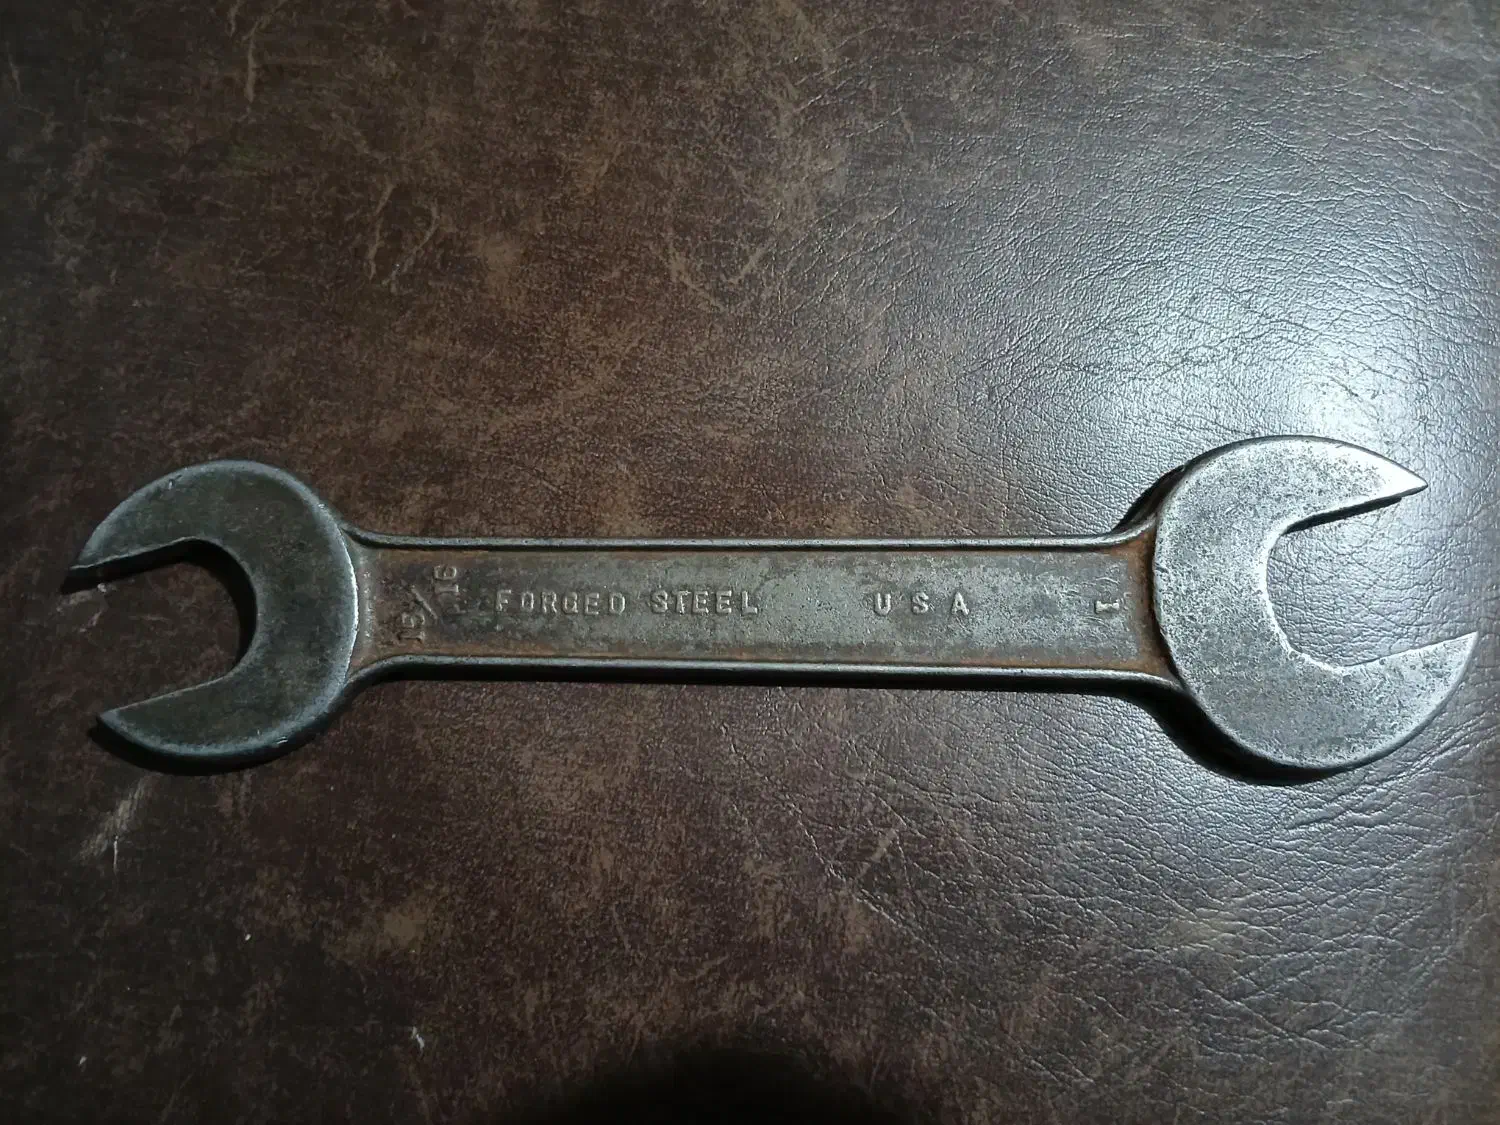 15/16
FORGED STEEL USA
1